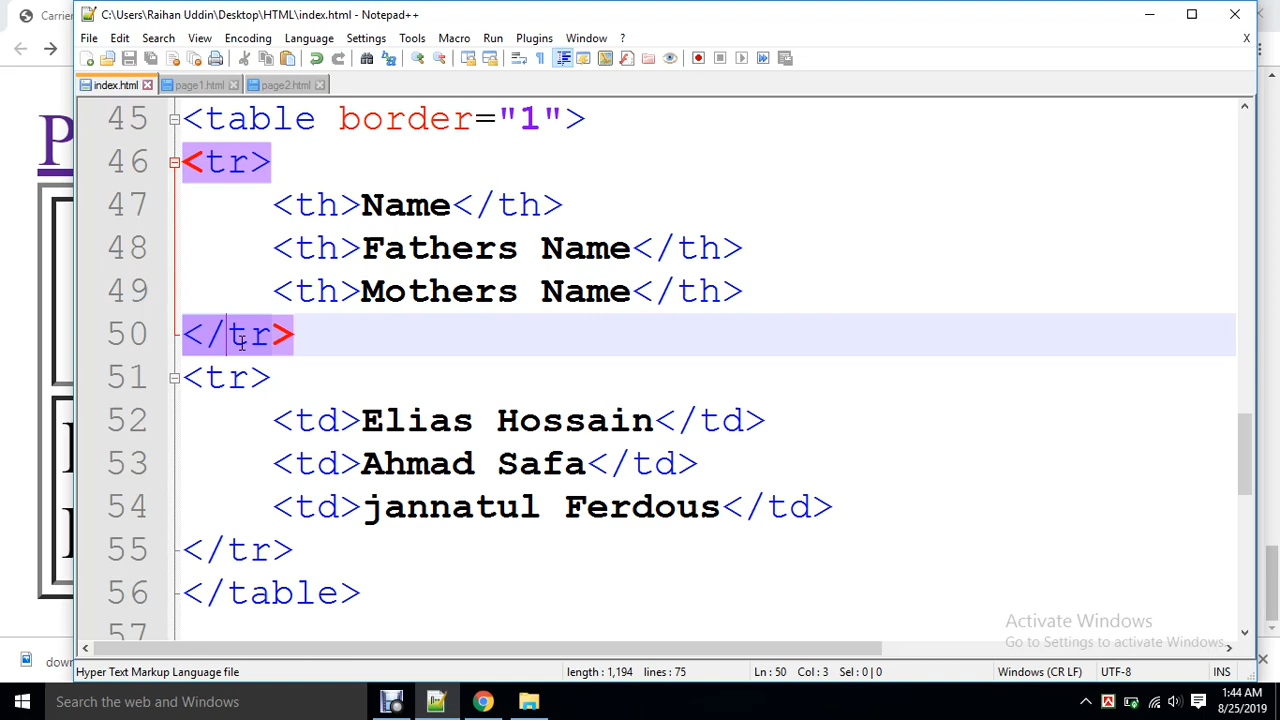 Carrier
C:\Users\Raihan Uddin\Desktop\HTML\index.html - Notepad++
File Edit Search View Encoding Language Settings Tools Macro Run Plugins Window ? X
index.html page1.html page2.html
P
45 <table border="1">
46 <tr>
47 <th>Name</th>
48 <th>Fathers Name</th>
49 <th>Mothers Name</th>
50 </tr>
51 <tr>
52 <td>Elias Hossain</td>
53 <td>Ahmad Safa</td>
54 <td>jannatul Ferdous</td>
55 </tr>
56 </table>
57
Activate Windows
Go to Settings to activate Windows.
dow
Hyper Text Markup Language file length : 1,194 lines : 75 Ln : 50 Col : 3 Sel : 0 | 0 Windows (CR LF) UTF-8 INS
Search the web and Windows
1:44 AM
8/25/2019